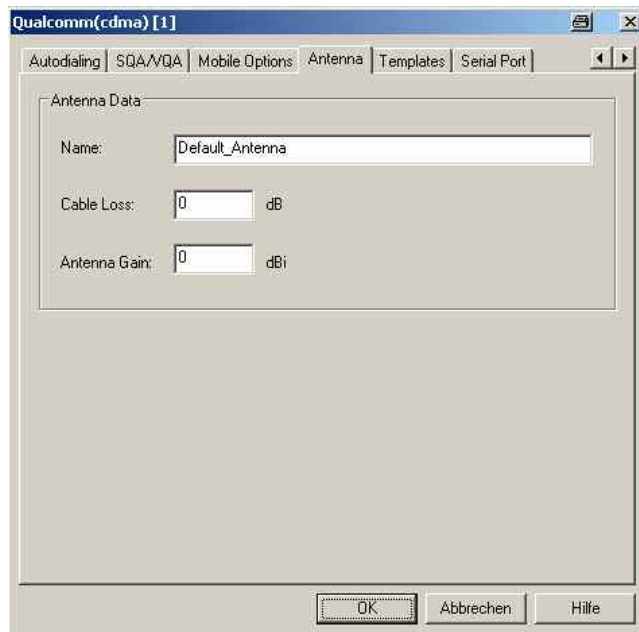 Qualcomm(cdma) [1]
Autodialing SQA/VQA Mobile Options Antenna Templates Serial Port
Antenna Data
Name: Default_Antenna
Cable Loss: 0 dB
Antenna Gain: 0 dBi
OK Abbrechen Hilfe